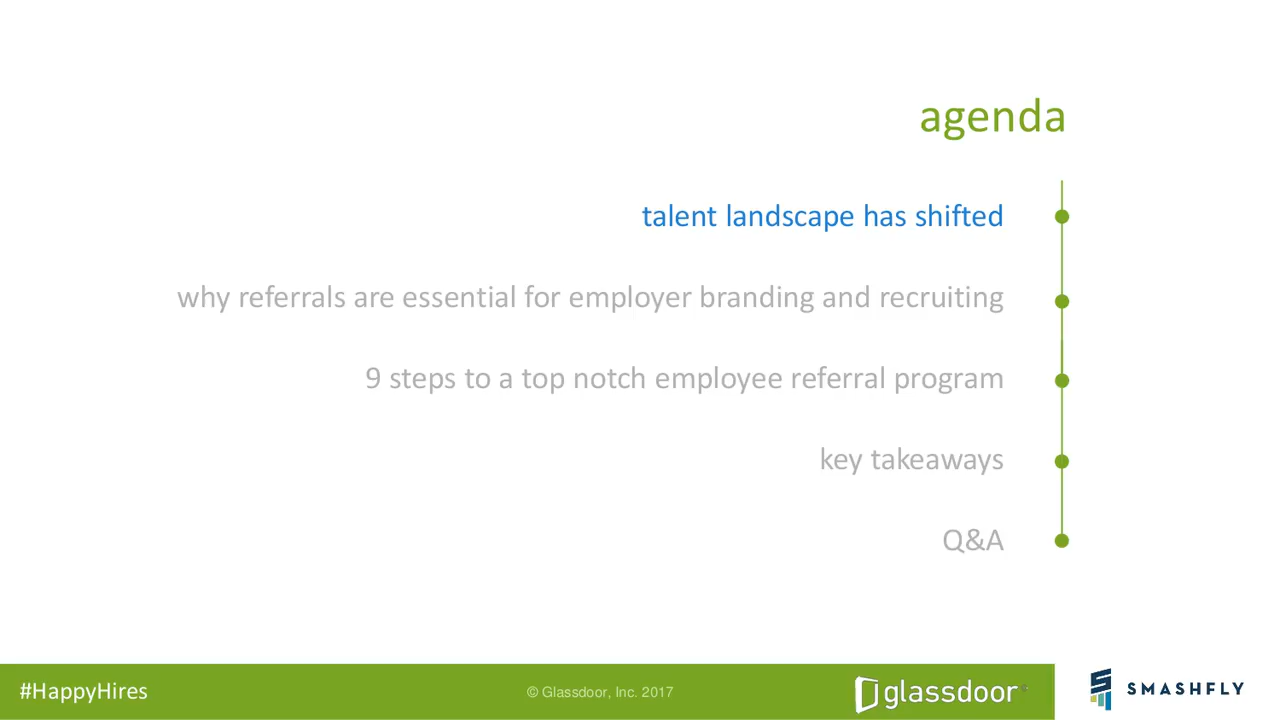 agenda
talent landscape has shifted
why referrals are essential for employer branding and recruiting
9 steps to a top notch employee referral program
key takeaways
Q&A
#HappyHires
© Glassdoor, Inc. 2017
glassdoor®
SMASHFLY